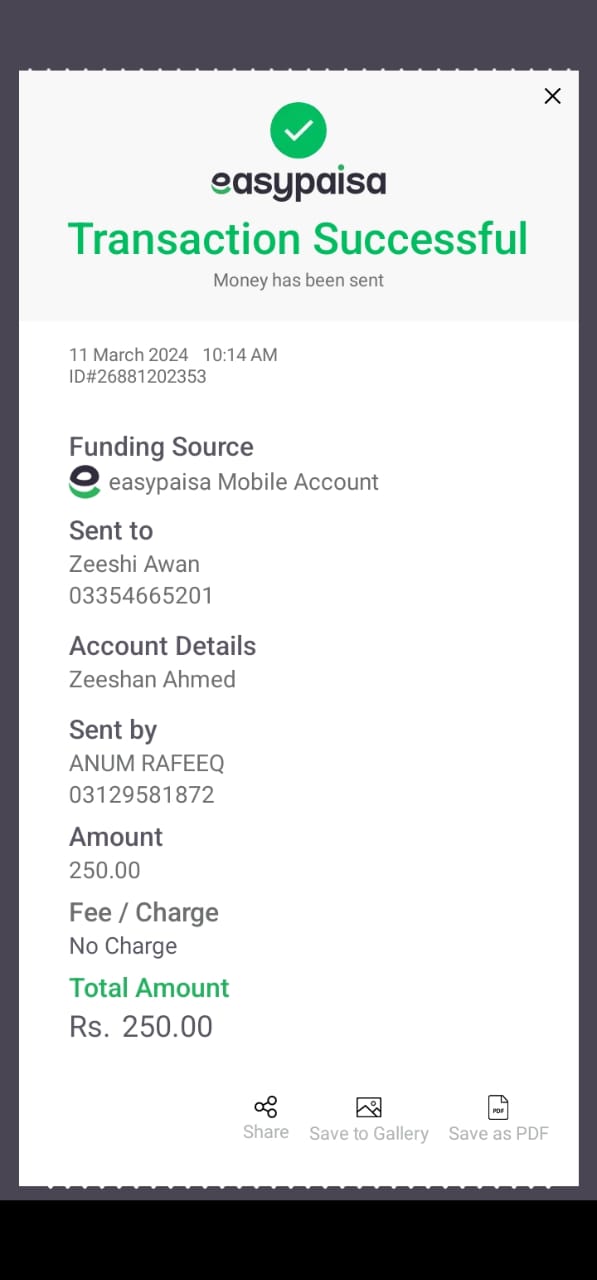 easypaisa
Transaction Successful
Money has been sent
11 March 2024 10:14 AM
ID#26881202353
Funding Source
easypaisa Mobile Account
Sent to
Zeeshi Awan
03354665201
Account Details
Zeeshan Ahmed
Sent by
ANUM RAFEEQ
03129581872
Amount
250.00
Fee / Charge
No Charge
Total Amount
Rs. 250.00
Share
Save to Gallery
PDF
Save as PDF